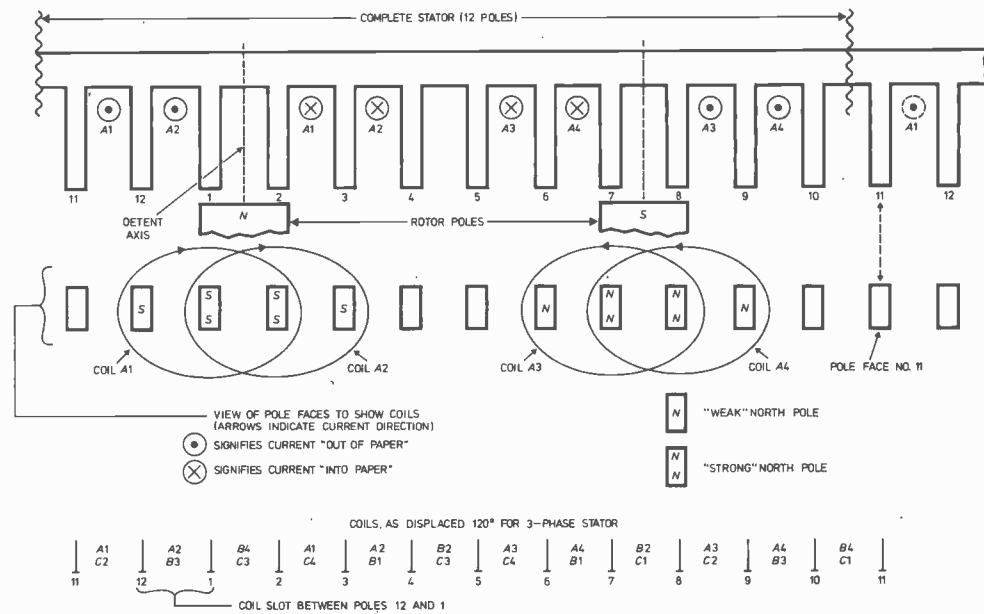 COMPLETE STATOR (12 POLES)
A1 A2 A1 A2 A3 A4 A3 A4 A1
11 12 1 2 3 4 5 6 7 8 9 10 11 12
DETENT
AXIS
N
ROTOR POLES
S
S S S S S S N N N N N N
COIL A1
COIL A2
COIL A3
COIL A4
POLE FACE NO. 11
VIEW OF POLE FACES TO SHOW COILS
(ARROWS INDICATE CURRENT DIRECTION)
SIGNIFIES CURRENT "OUT OF PAPER"
SIGNIFIES CURRENT "INTO PAPER"
N
"WEAK" NORTH POLE
N
N
"STRONG" NORTH POLE
COILS, AS DISPLACED 120° FOR 3-PHASE STATOR
A1 A2 B4 A1 A2 B2 A3 A4 B2 A3 A4 B4
C2 B3 C3 C4 B1 C3 C4 B1 C1 C2 B3 C1
11 12 1 2 3 4 5 6 7 8 9 10 11
COIL SLOT BETWEEN POLES 12 AND 1